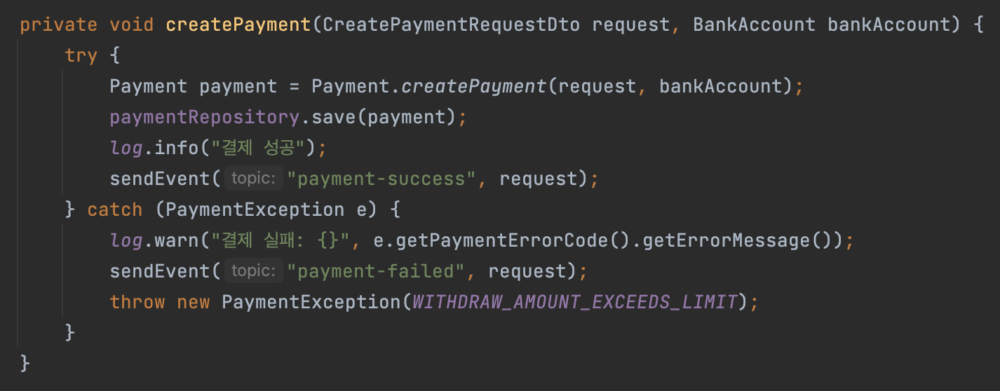 private void createPayment(CreatePaymentRequestDto request, BankAccount bankAccount) {
    try {
        Payment payment = Payment.createPayment(request, bankAccount);
        paymentRepository.save(payment);
        log.info("결제 성공");
        sendEvent( topic: "payment-success", request);
    } catch (PaymentException e) {
        log.warn("결제 실패: {}", e.getPaymentErrorCode().getErrorMessage());
        sendEvent( topic: "payment-failed", request);
        throw new PaymentException(WITHDRAW_AMOUNT_EXCEEDS_LIMIT);
    }
}